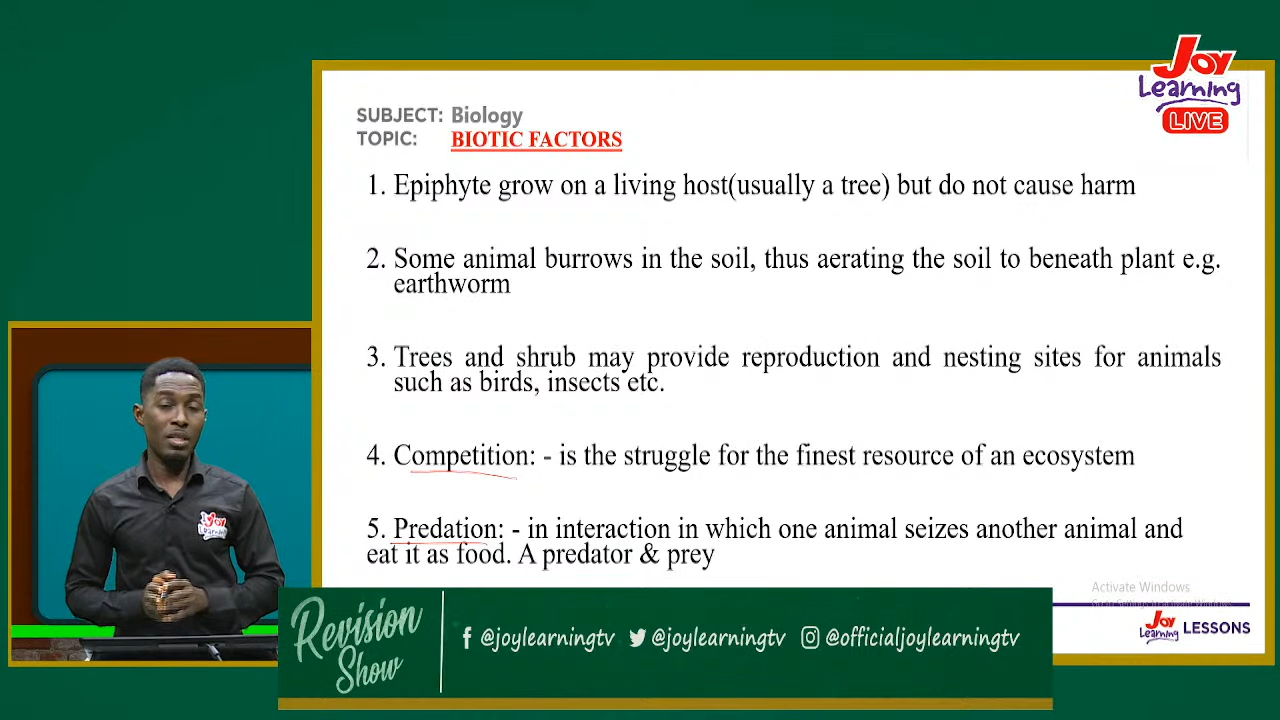 Joy
Learning
LIVE
SUBJECT: Biology
TOPIC: BIOTIC FACTORS
1. Epiphyte grow on a living host(usually a tree) but do not cause harm
2. Some animal burrows in the soil, thus aerating the soil to beneath plant e.g.
earthworm
3. Trees and shrub may provide reproduction and nesting sites for animals
such as birds, insects etc.
4. Competition: - is the struggle for the finest resource of an ecosystem
5. Predation: - in interaction in which one animal seizes another animal and
eat it as food. A predator & prey
Joy
Learning
Activate Windows
Joy
Learning LESSONS
Revision
Show
@joylearningtv @joylearningtv @officialjoylearningtv